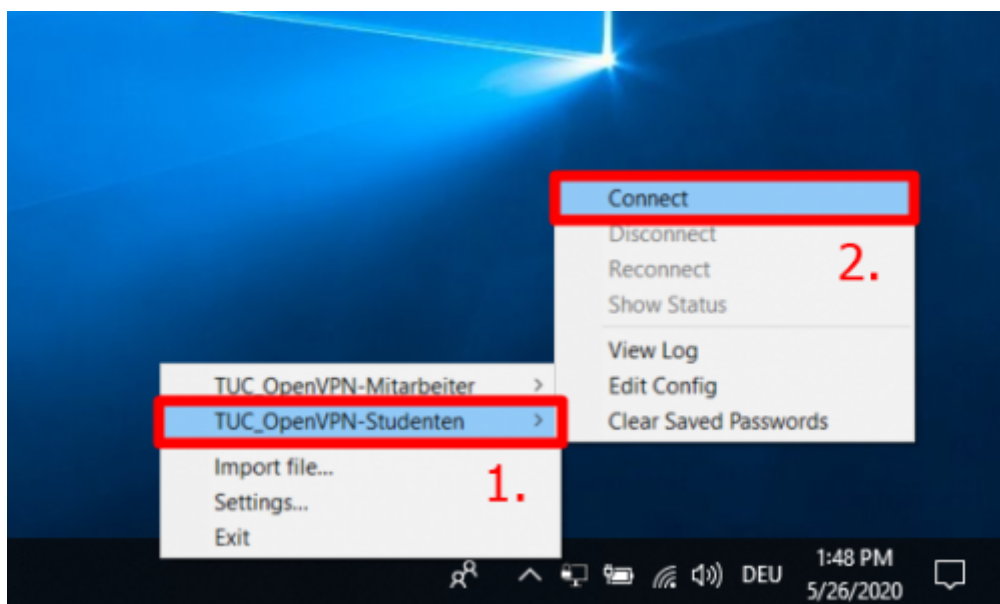 Connect
Disconnect
Reconnect
2.
Show Status
View Log
Edit Config
Clear Saved Passwords
TUC_OpenVPN-Mitarbeiter
TUC_OpenVPN-Studenten
Import file...
1.
Settings...
Exit
DEU
1:48 PM
5/26/2020